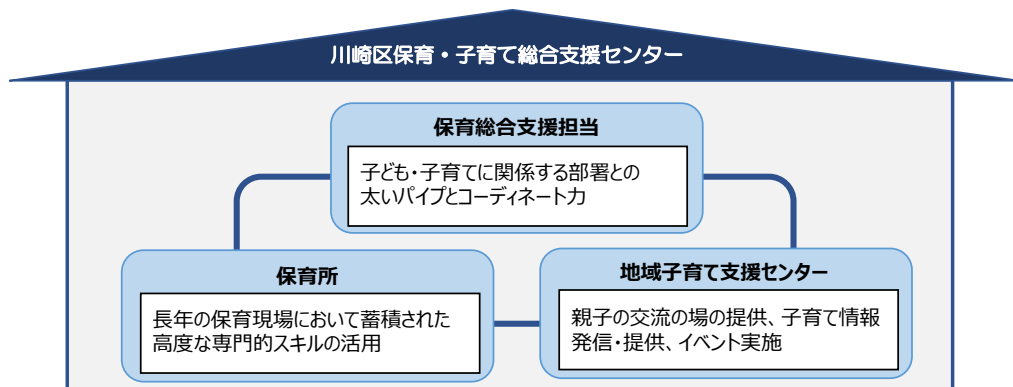 川崎区保育・子育て総合支援センター
保育総合支援担当
子ども・子育てに関係する部署との
太いパイプとコーディネート力
保育所
長年の保育現場において蓄積された
高度な専門的スキルの活用
地域子育て支援センター
親子の交流の場の提供、子育て情報
発信・提供、イベント実施